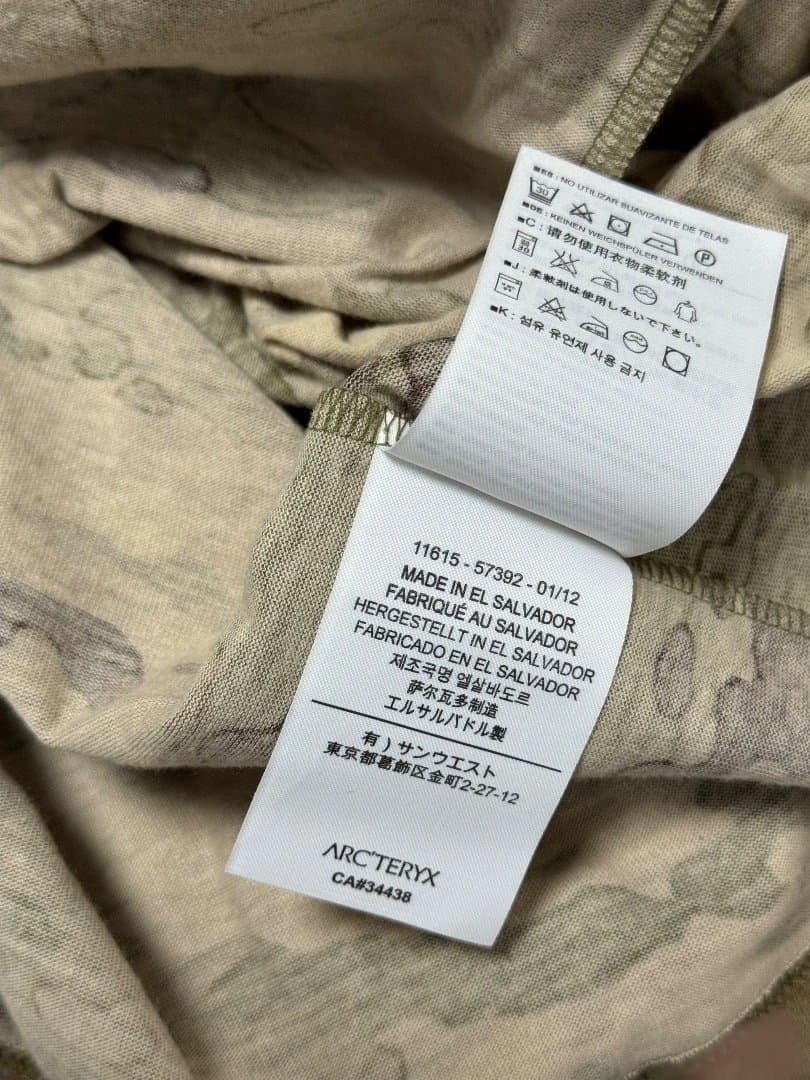 ■ES : NO UTILIZAR SUAVIZANTE DE TELAS
30
P
■DE : KEINEN WEICHSPÜLER VERWENDEN
■C : 请勿使用衣物柔软剂
■J : 柔軟剤は使用しないで下さい。
■K : 섬유 유연제 사용 금지
11615 - 57392 - 01/12
MADE IN EL SALVADOR
FABRIQUÉ AU SALVADOR
HERGESTELLT IN EL SALVADOR
FABRICADO EN EL SALVADOR
제조국명 엘살바도르
萨尔瓦多制造
エルサルバドル製
有 ) サンウエスト
東京都葛飾区金町2-27-12
ARC'TERYX
CA#34438